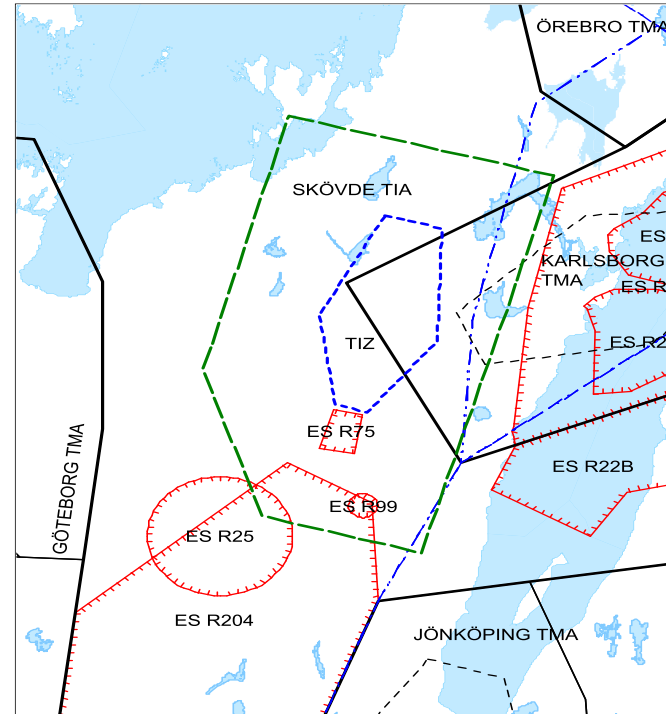 ÖREBRO TMA
SKÖVDE TIA
ES
KARLSBORG
TMA
ES R
TIZ
ES R2
ES R75
ES R22B
ES R99
GÖTEBORG TMA
ES R25
ES R204
JÖNKÖPING TMA